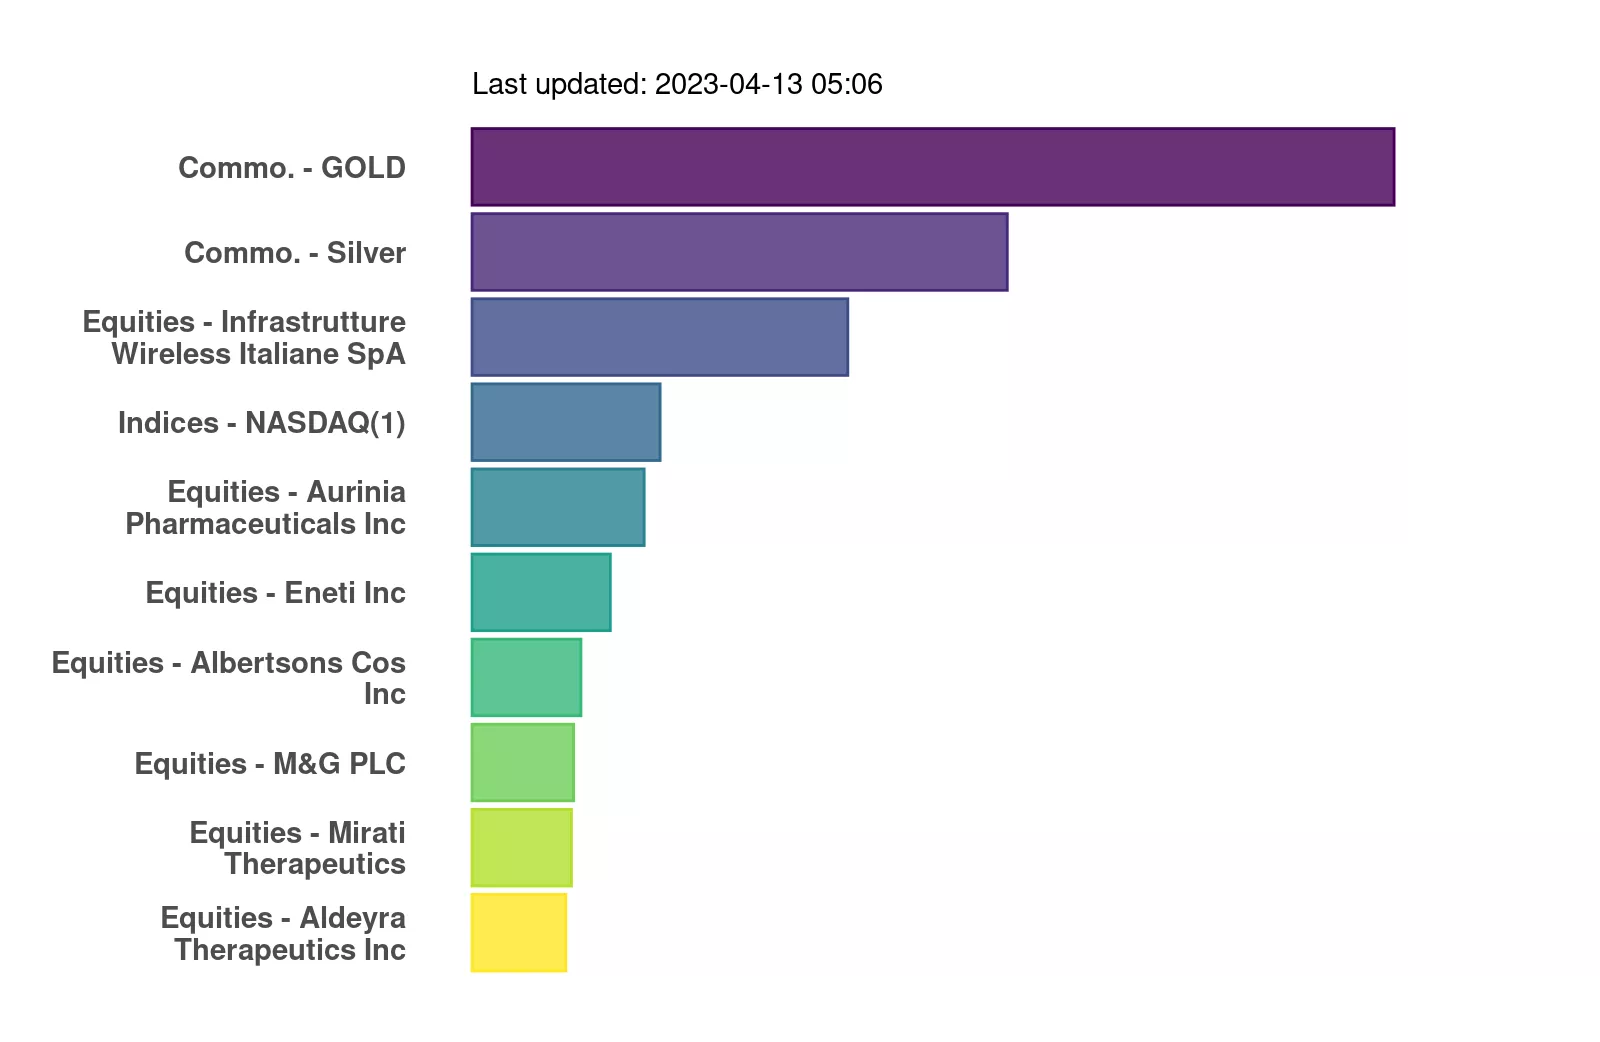 Last updated: 2023-04-13 05:06
Commo. - GOLD
Commo. - Silver
Equities - Infrastrutture
Wireless Italiane SpA
Indices - NASDAQ(1)
Equities - Aurinia
Pharmaceuticals Inc
Equities - Eneti Inc
Equities - Albertsons Cos
Inc
Equities - M&G PLC
Equities - Mirati
Therapeutics
Equities - Aldeyra
Therapeutics Inc